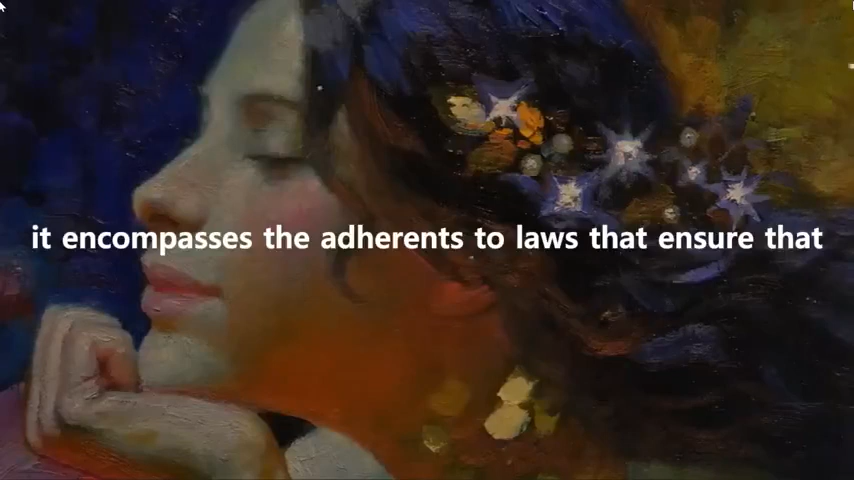 it encompasses the adherents to laws that ensure that